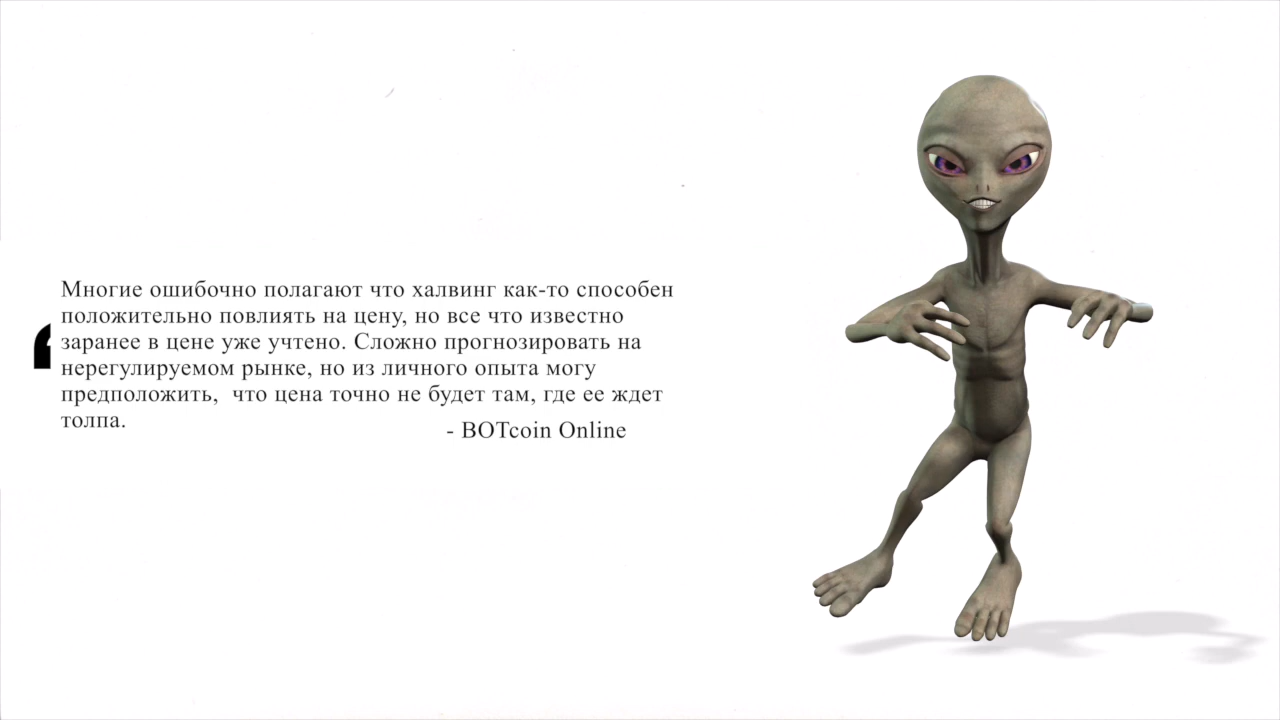 Многие ошибочно полагают что халвинг как-то способен
положительно повлиять на цену, но все что известно
заранее в цене уже учтено. Сложно прогнозировать на
нерегулируемом рынке, но из личного опыта могу
предположить,  что цена точно не будет там, где ее ждет
толпа.
- BOTcoin Online